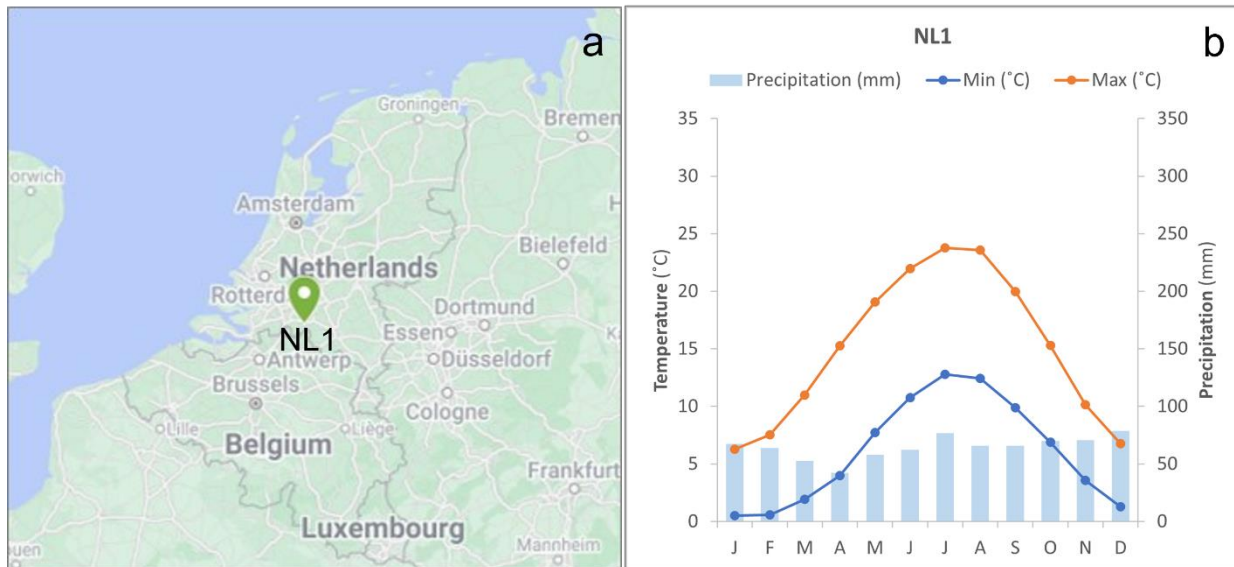 a
Groningen
Bremen
orwich
Amsterdam
H
Bielefeld
Netherlands
Rotterd
Dortmund
NL1
Essen
Ka
Antwerp
Düsseldorf
Brussels
Cologne
Lille
Liège
Belgium
Frankfurt
Luxembourg
Mannheim
ouen
b
NL1
Precipitation (mm) Min (˚C) Max (˚C)
35 350
30 300
25 250
20 200
15 150
10 100
5 50
0 0
Temperature (˚C)
Precipitation (mm)
J F M A M J J A S O N D